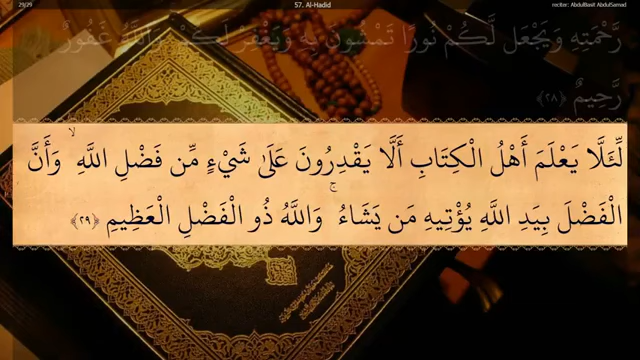 29/29
57. Al-Hadid
reciter: AbdulBasit AbdulSamad
رَّحْمَتِهِ وَيَجْعَل لَّكُمْ نُورًا تَمْشُونَ بِهِ وَيَغْفِرْ لَكُمْ ۚ وَاللَّهُ غَفُورٌ
رَّحِيمٌ ﴿٢٨﴾
لِّئَلَّا يَعْلَمَ أَهْلُ الْكِتَابِ أَلَّا يَقْدِرُونَ عَلَىٰ شَيْءٍ مِّن فَضْلِ اللَّهِ ۙ وَأَنَّ
الْفَضْلَ بِيَدِ اللَّهِ يُؤْتِيهِ مَن يَشَاءُ ۚ وَاللَّهُ ذُو الْفَضْلِ الْعَظِيمِ ﴿٢٩﴾